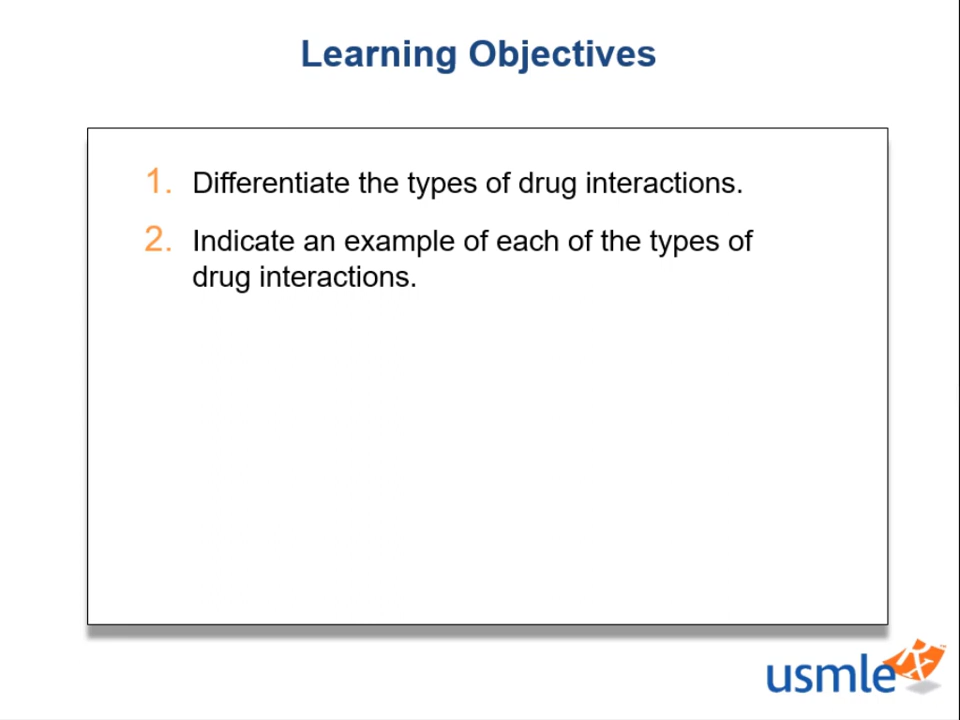 Learning Objectives
1. Differentiate the types of drug interactions.
2. Indicate an example of each of the types of
drug interactions.
usmle Rx™